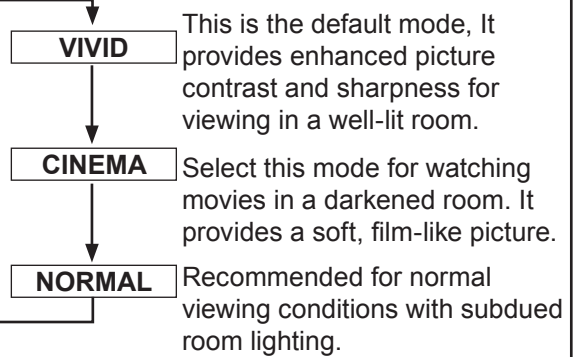 VIVID
This is the default mode, It
provides enhanced picture
contrast and sharpness for
viewing in a well-lit room.
CINEMA
Select this mode for watching
movies in a darkened room. It
provides a soft, film-like picture.
NORMAL
Recommended for normal
viewing conditions with subdued
room lighting.